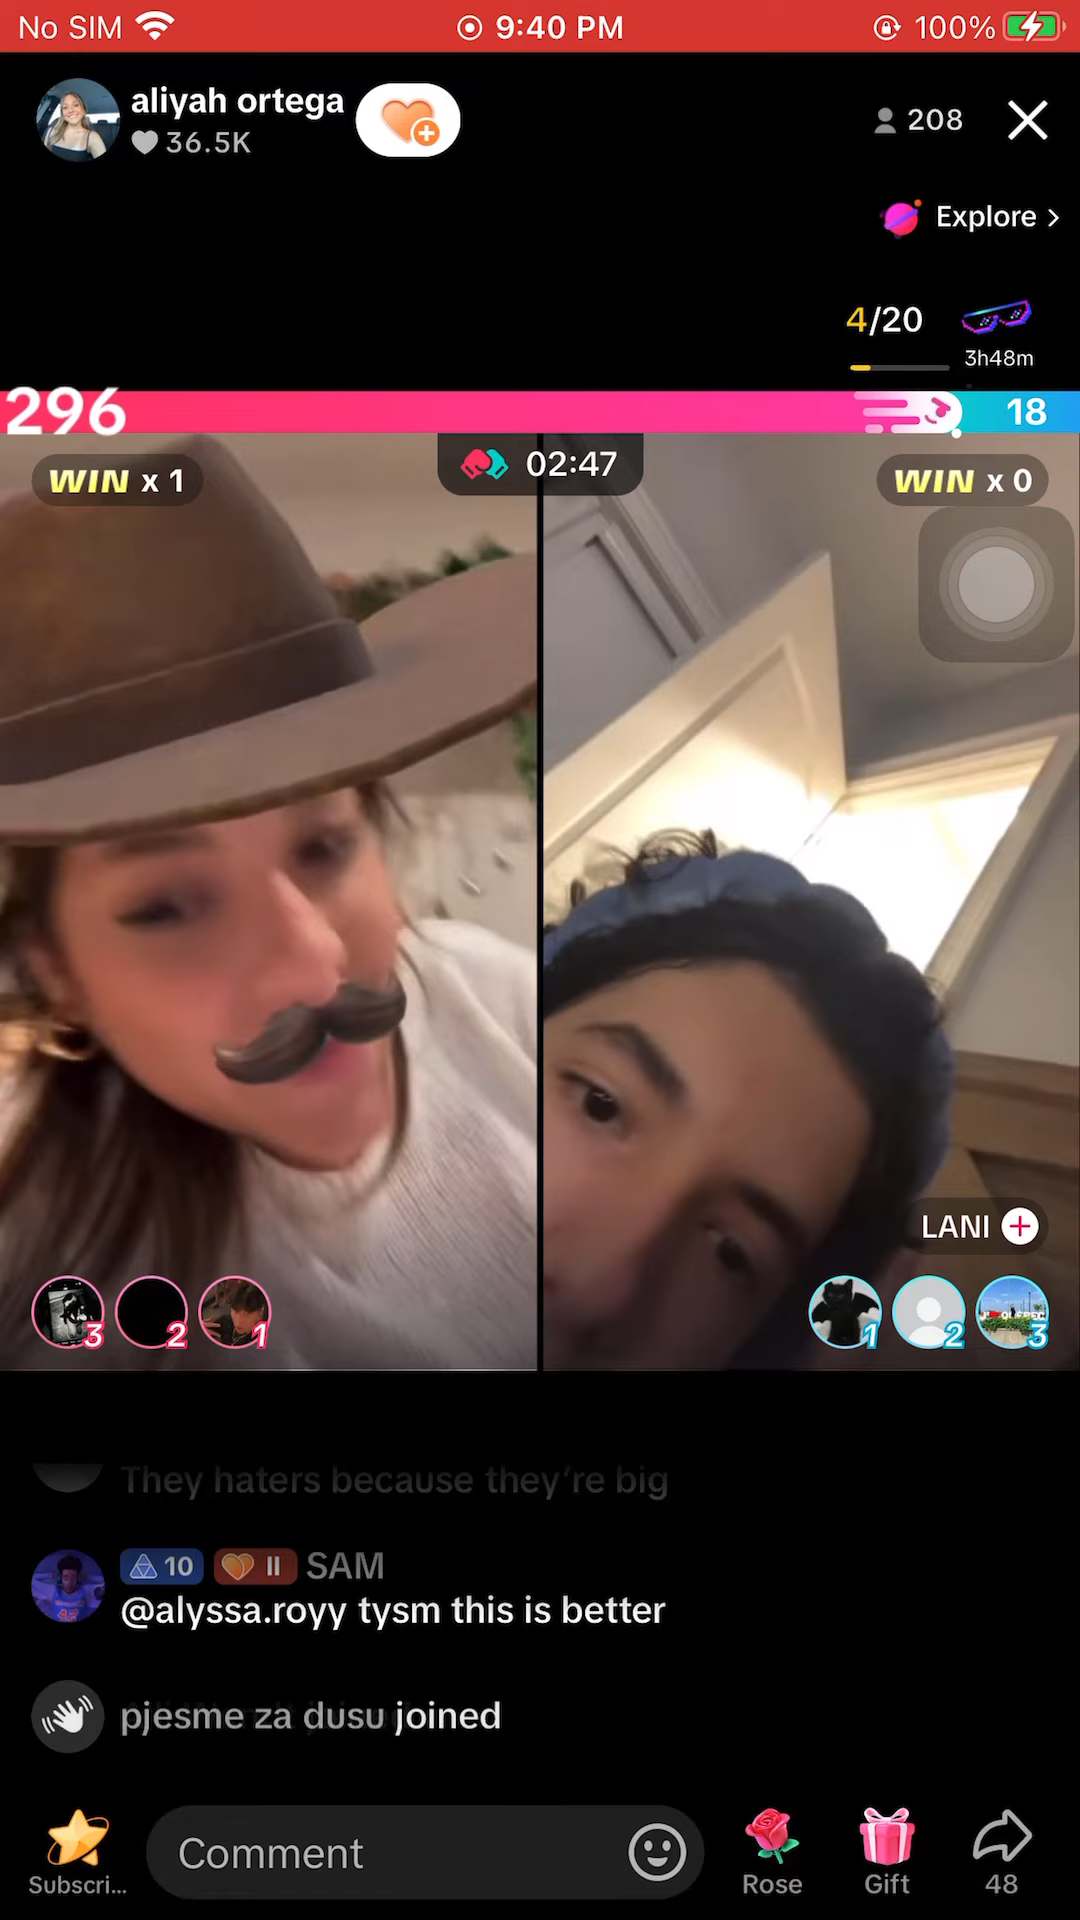 No SIM
9:40 PM
100%
aliyah ortega
36.5K
208
Explore >
4/20
3h48m
296
18
WIN x 1
02:47
WIN x 0
LANI
3
2
1
1
2
3
They haters because they're big
10
II
SAM
@alyssa.royy tysm this is better
pjesme za dusu joined
Subscri...
Comment
Rose
Gift
48